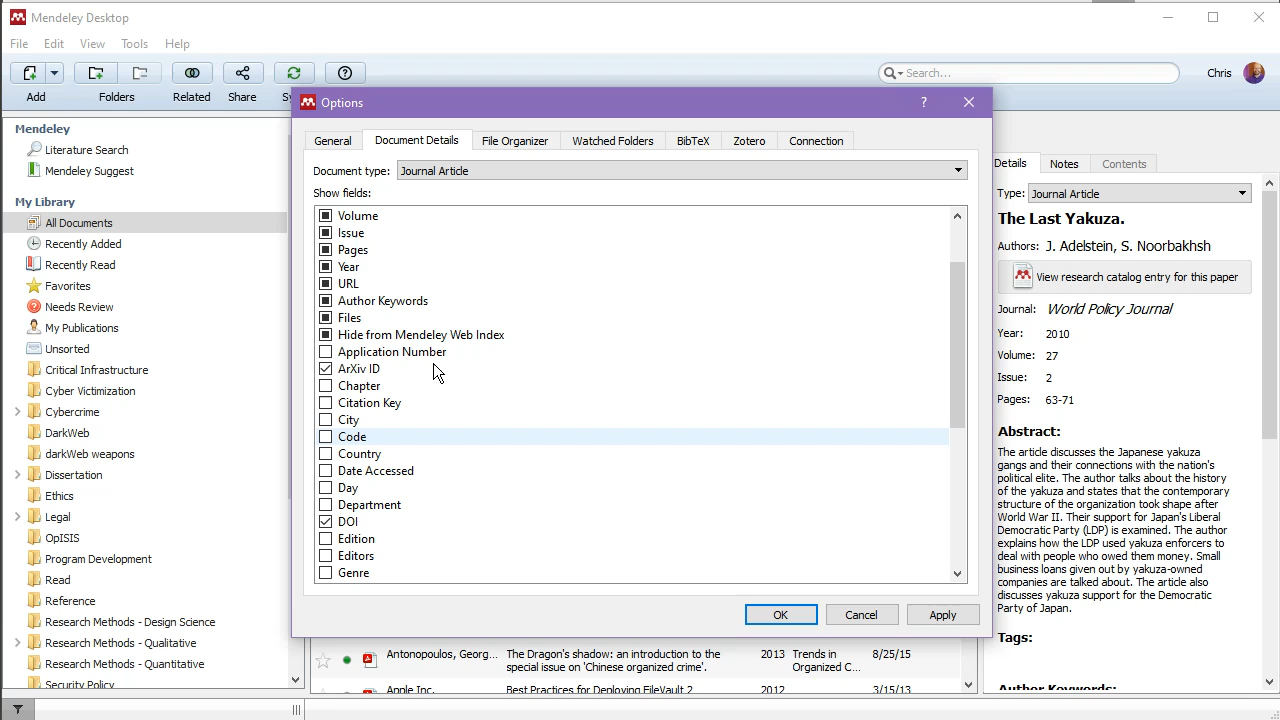 Mendeley Desktop
File Edit View Tools Help
Search...
Chris
Add Folders Related Share
Options
?
General Document Details File Organizer Watched Folders BibTeX Zotero Connection
Document type: Journal Article
Show fields:
Volume
Issue
Pages
Year
URL
Author Keywords
Files
Hide from Mendeley Web Index
Application Number
ArXiv ID
Chapter
Citation Key
City
Code
Country
Date Accessed
Day
Department
DOI
Edition
Editors
Genre
OK Cancel Apply
Mendeley
Literature Search
Mendeley Suggest
My Library
All Documents
Recently Added
Recently Read
Favorites
Needs Review
My Publications
Unsorted
Critical Infrastructure
Cyber Victimization
Cybercrime
DarkWeb
darkWeb weapons
Dissertation
Ethics
Legal
OpISIS
Program Development
Read
Reference
Research Methods - Design Science
Research Methods - Qualitative
Research Methods - Quantitative
Security Policy
Antonopoulos, Georg... The Dragon's shadow: an introduction to the 2013 Trends in 8/25/15
special issue on 'Chinese organized crime'. Organized C...
Apple Inc. Best Practices for Deploying FileVault 2 2012 3/15/13
Details Notes Contents
Type: Journal Article
The Last Yakuza.
Authors: J. Adelstein, S. Noorbakhsh
View research catalog entry for this paper
Journal: World Policy Journal
Year: 2010
Volume: 27
Issue: 2
Pages: 63-71
Abstract:
The article discusses the Japanese yakuza
gangs and their connections with the nation's
political elite. The author talks about the history
of the yakuza and states that the contemporary
structure of the organization took shape after
World War II. Their support for Japan's Liberal
Democratic Party (LDP) is examined. The author
explains how the LDP used yakuza enforcers to
deal with people who owed them money. Small
business loans given out by yakuza-owned
companies are talked about. The article also
discusses yakuza support for the Democratic
Party of Japan.
Tags:
Author Keywords: